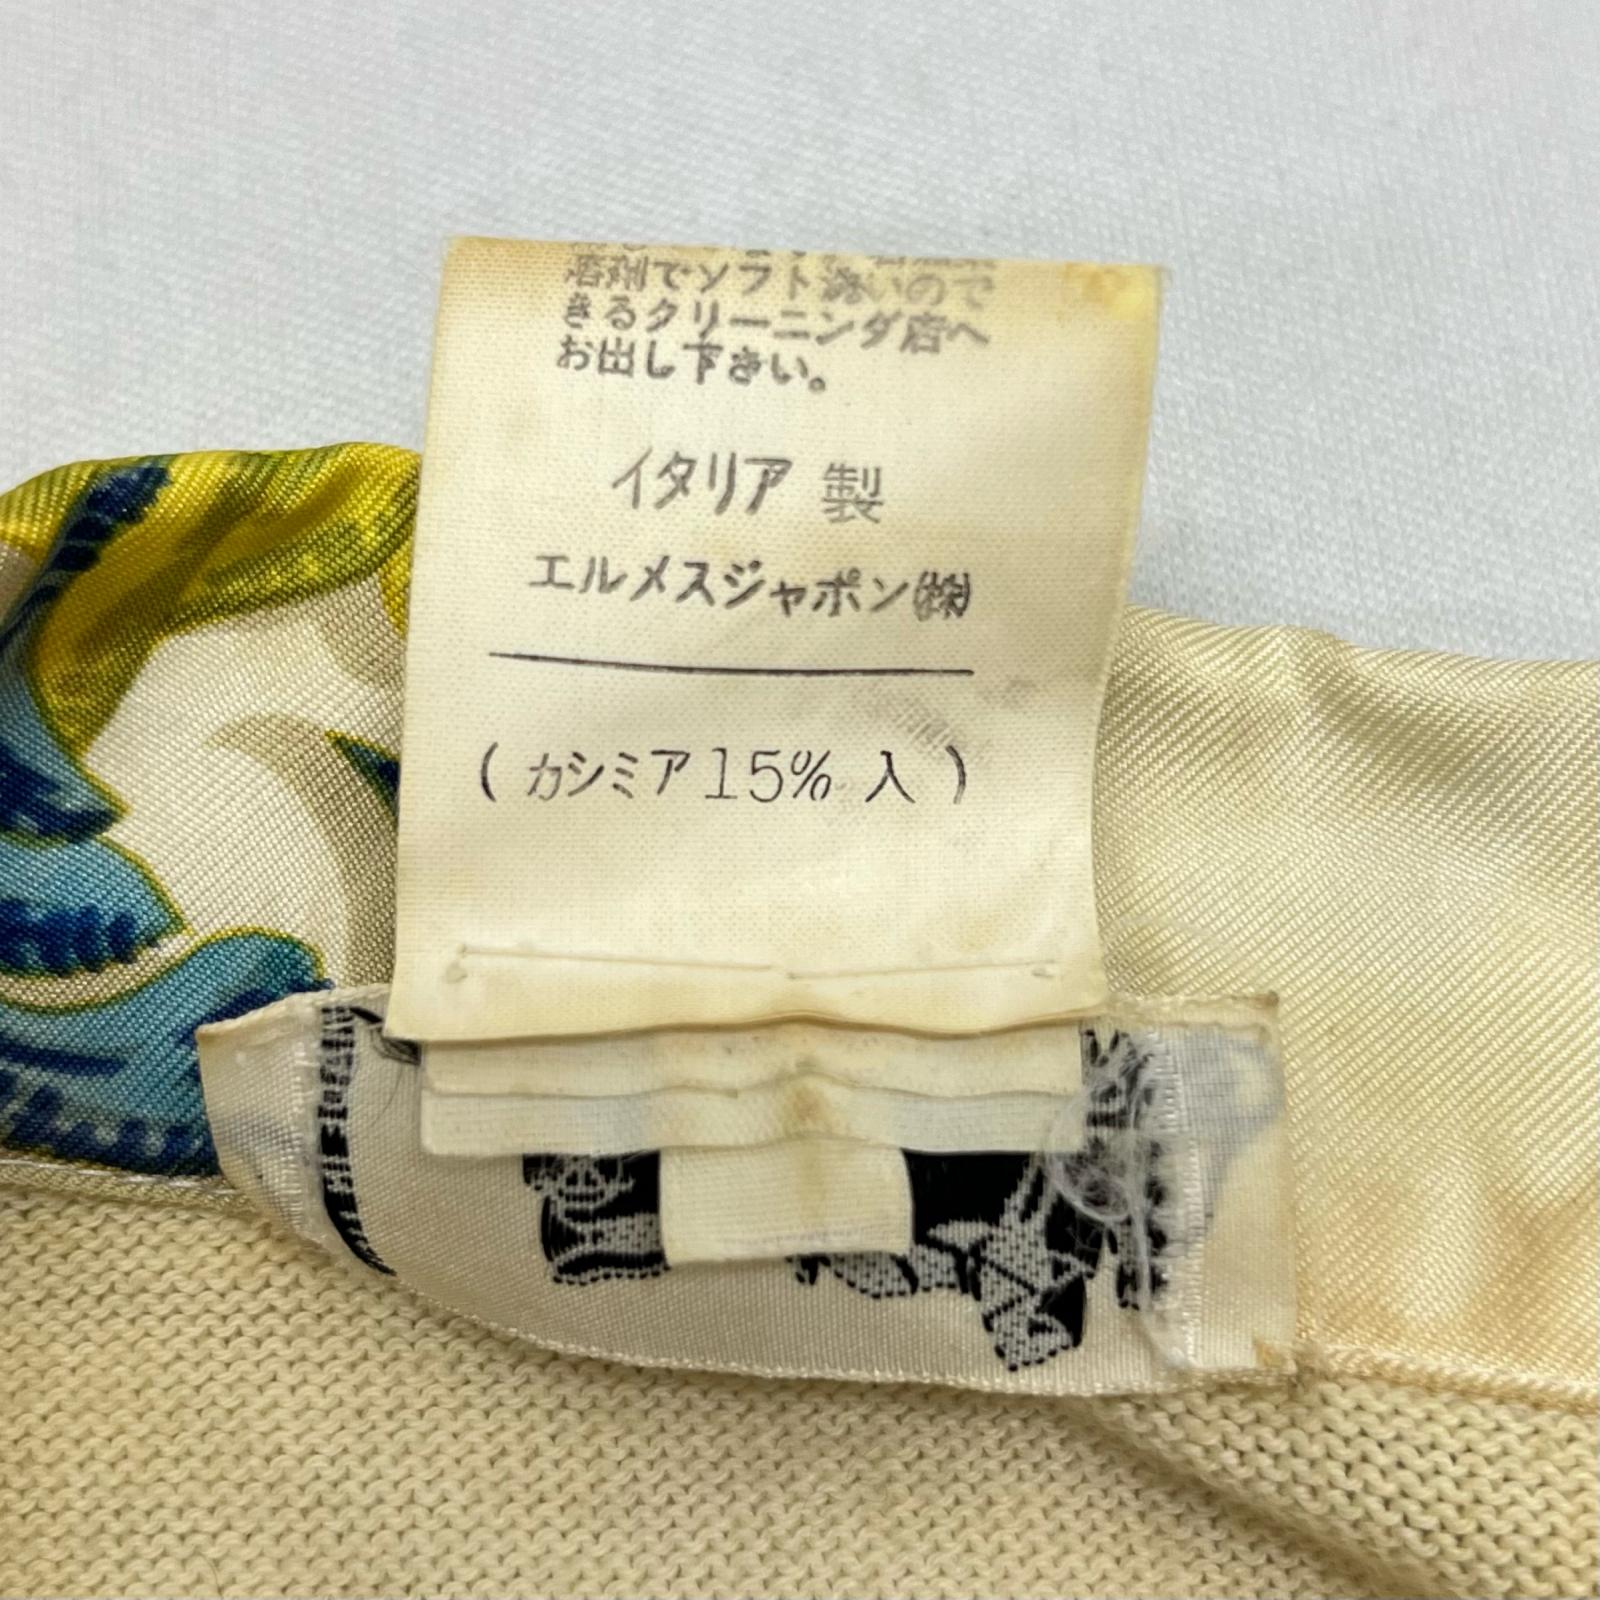 溶剤でソフト洗いので
きるクリーニング店へ
お出し下さい。
イタリア 製
エルメスジャポン㈱
( カシミア15% 入 )